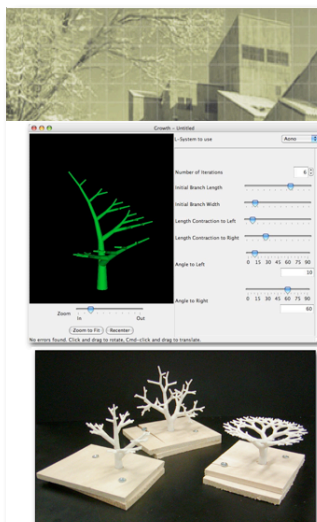 Growth - Untitled
L-System to use
Aono
Number of Iterations
6
Initial Branch Length
Initial Branch Width
Length Contraction to Left
Length Contraction to Right
Angle to Left
0 15 30 45 60 75 90
10
Angle to Right
0 15 30 45 60 75 90
60
Zoom
In Out
Zoom to Fit Recenter
No errors found. Click and drag to rotate, Cmd-click and drag to translate.